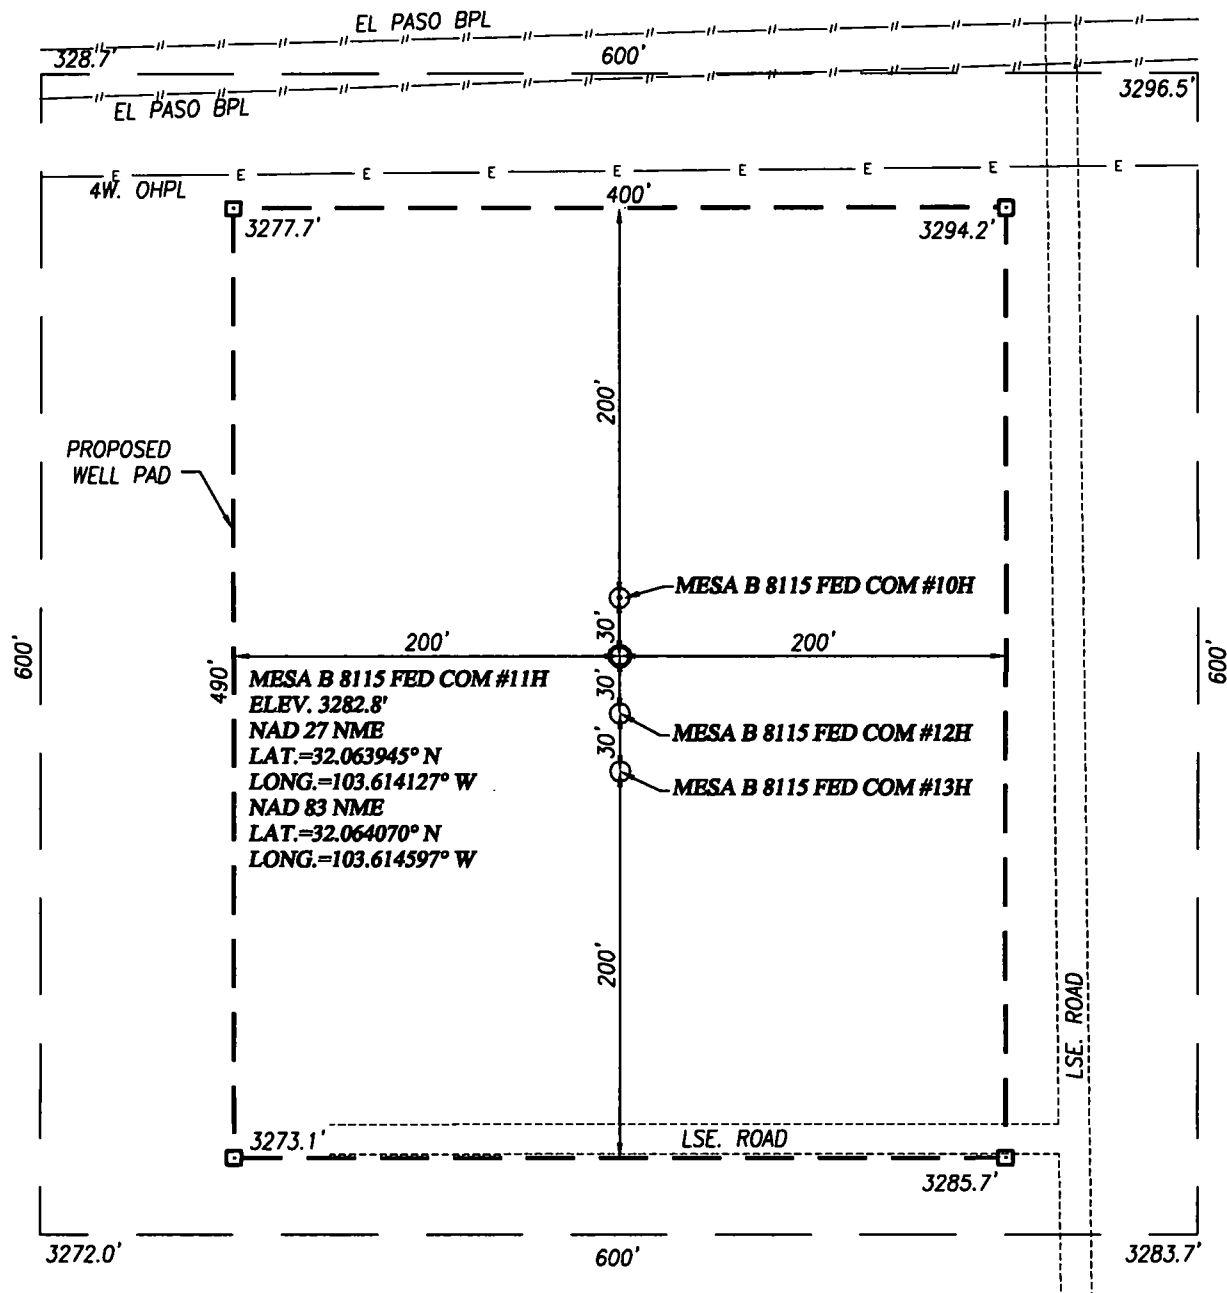 EL PASO BPL
328.7'
600'
3296.5'
EL PASO BPL
E E E E E E E E E
4W. OHPL
400'
3277.7'
3294.2'
200'
PROPOSED
WELL PAD
MESA B 8115 FED COM #10H
30'
200'
200'
600'
490'
600'
MESA B 8115 FED COM #11H
ELEV. 3282.8'
NAD 27 NME
LAT.=32.063945° N
LONG.=103.614127° W
NAD 83 NME
LAT.=32.064070° N
LONG.=103.614597° W
30'
MESA B 8115 FED COM #12H
30'
MESA B 8115 FED COM #13H
200'
LSE. ROAD
3273.1'
LSE. ROAD
3285.7'
3272.0'
600'
3283.7'